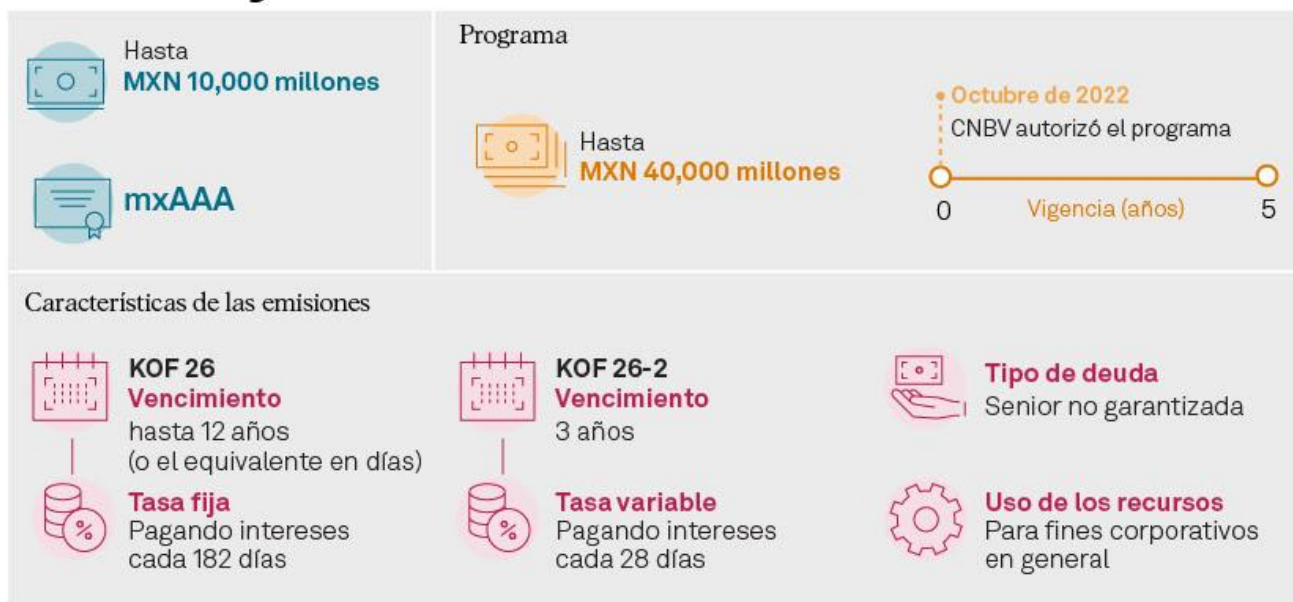 Hasta
MXN 10,000 millones
mxAAA
Programa
Hasta
MXN 40,000 millones
Octubre de 2022
CNBV autorizó el programa
0
Vigencia (años)
5
Características de las emisiones
KOF 26
Vencimiento
hasta 12 años
(o el equivalente en días)
Tasa fija
Pagando intereses
cada 182 días
KOF 26-2
Vencimiento
3 años
Tasa variable
Pagando intereses
cada 28 días
Tipo de deuda
Senior no garantizada
Uso de los recursos
Para fines corporativos
en general